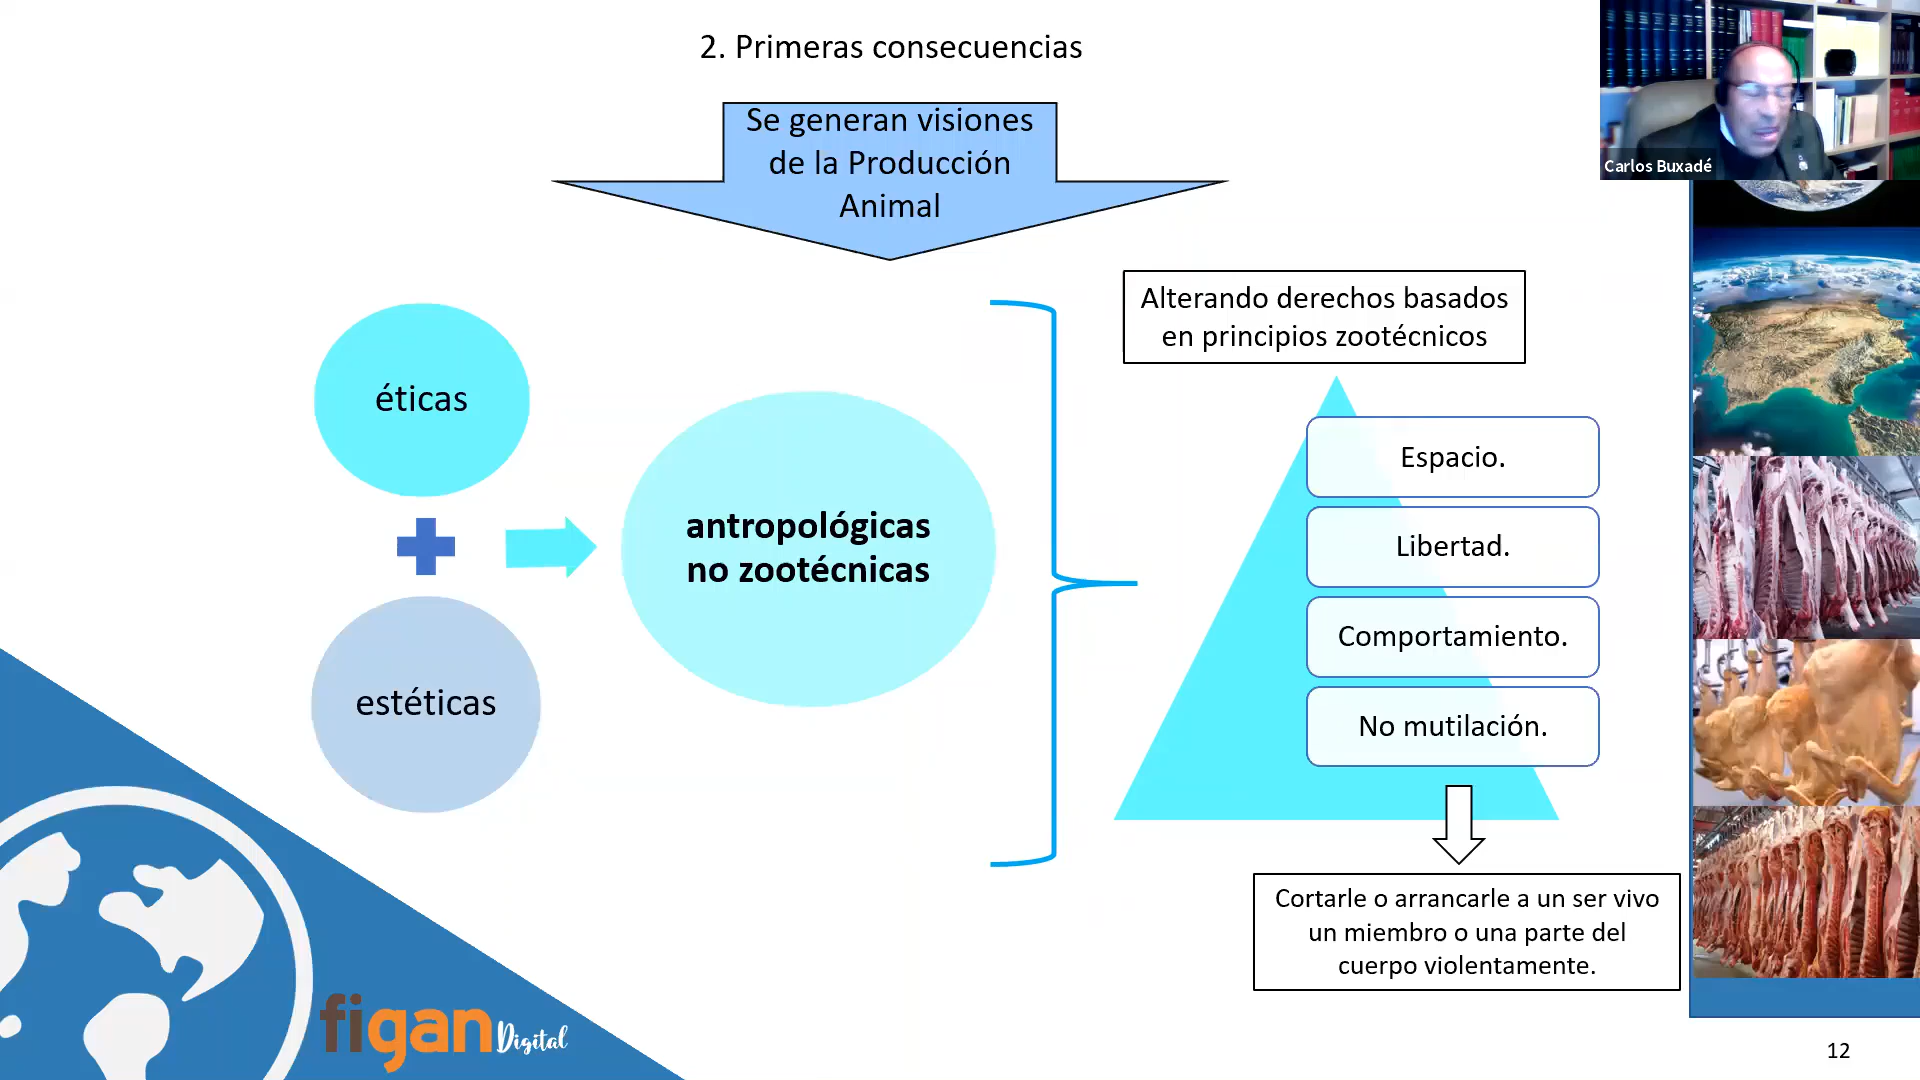 2. Primeras consecuencias
Se generan visiones
de la Producción
Animal
Carlos Buxadé
éticas
estéticas
antropológicas
no zootécnicas
Alterando derechos basados
en principios zootécnicos
Espacio.
Libertad.
Comportamiento.
No mutilación.
Cortarle o arrancarle a un ser vivo
un miembro o una parte del
cuerpo violentamente.
figan Digital
12